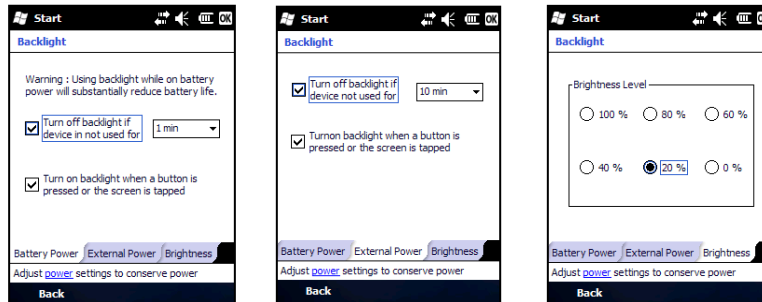 Start
OK
Backlight
Warning : Using backlight while on battery
power will substantially reduce battery life.
Turn off backlight if
device in not used for
1 min
Turn on backlight when a button is
pressed or the screen is tapped
Battery Power
External Power
Brightness
Adjust power settings to conserve power
Back
Start
OK
Backlight
Turn off backlight if
device not used for
10 min
Turnon backlight when a button is
pressed or the screen is tapped
Battery Power
External Power
Brightness
Adjust power settings to conserve power
Back
Start
Backlight
Brightness Level
100 % 80 % 60 %
40 % 20 % 0 %
Battery Power
External Power
Brightness
Adjust power settings to conserve power
Back